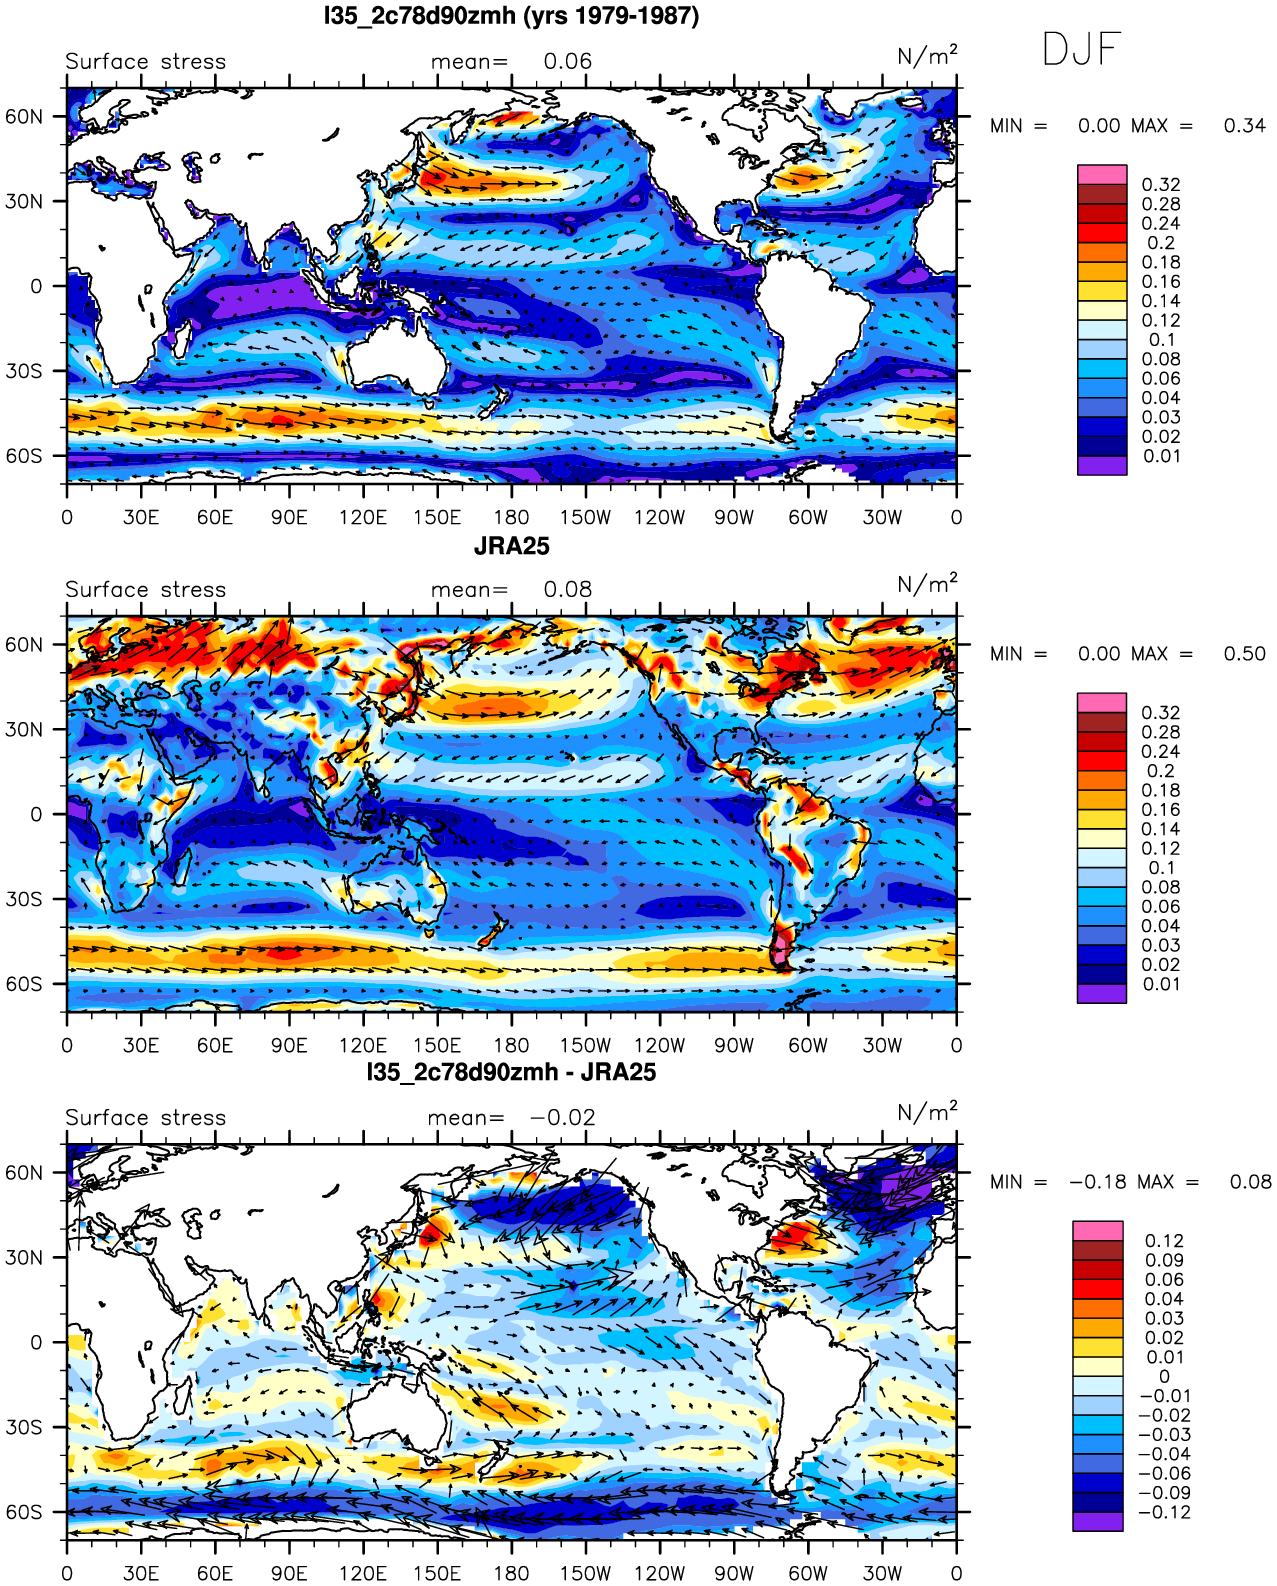 I35_2c78d90zmh (yrs 1979-1987)
DJF
Surface stress mean= 0.06 N/m²
MIN = 0.00 MAX = 0.34
60N
30N
0
30S
60S
0 30E 60E 90E 120E 150E 180 150W 120W 90W 60W 30W 0
0.32
0.28
0.24
0.2
0.18
0.16
0.14
0.12
0.1
0.08
0.06
0.04
0.03
0.02
0.01
JRA25
Surface stress mean= 0.08 N/m²
MIN = 0.00 MAX = 0.50
60N
30N
0
30S
60S
0 30E 60E 90E 120E 150E 180 150W 120W 90W 60W 30W 0
0.32
0.28
0.24
0.2
0.18
0.16
0.14
0.12
0.1
0.08
0.06
0.04
0.03
0.02
0.01
I35_2c78d90zmh - JRA25
Surface stress mean= −0.02 N/m²
MIN = −0.18 MAX = 0.08
60N
30N
0
30S
60S
0 30E 60E 90E 120E 150E 180 150W 120W 90W 60W 30W 0
0.12
0.09
0.06
0.04
0.03
0.02
0.01
0
−0.01
−0.02
−0.03
−0.04
−0.06
−0.09
−0.12